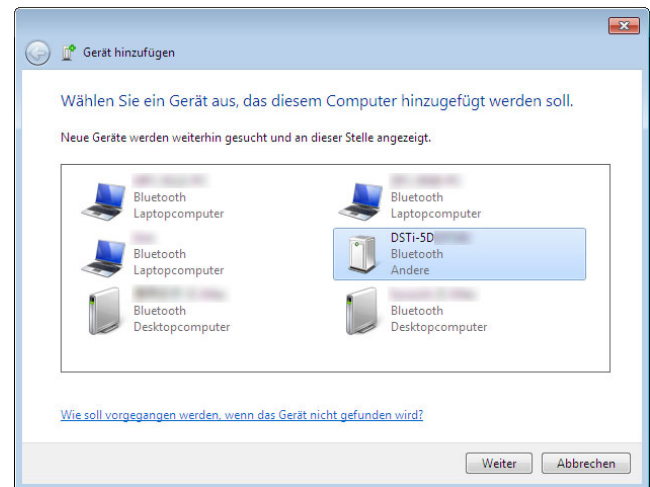 Gerät hinzufügen
Wählen Sie ein Gerät aus, das diesem Computer hinzugefügt werden soll.
Neue Geräte werden weiterhin gesucht und an dieser Stelle angezeigt.
Bluetooth
Laptopcomputer
Bluetooth
Laptopcomputer
Bluetooth
Laptopcomputer
DSTi-5D
Bluetooth
Andere
Bluetooth
Desktopcomputer
Bluetooth
Desktopcomputer
Wie soll vorgegangen werden, wenn das Gerät nicht gefunden wird?
Weiter
Abbrechen